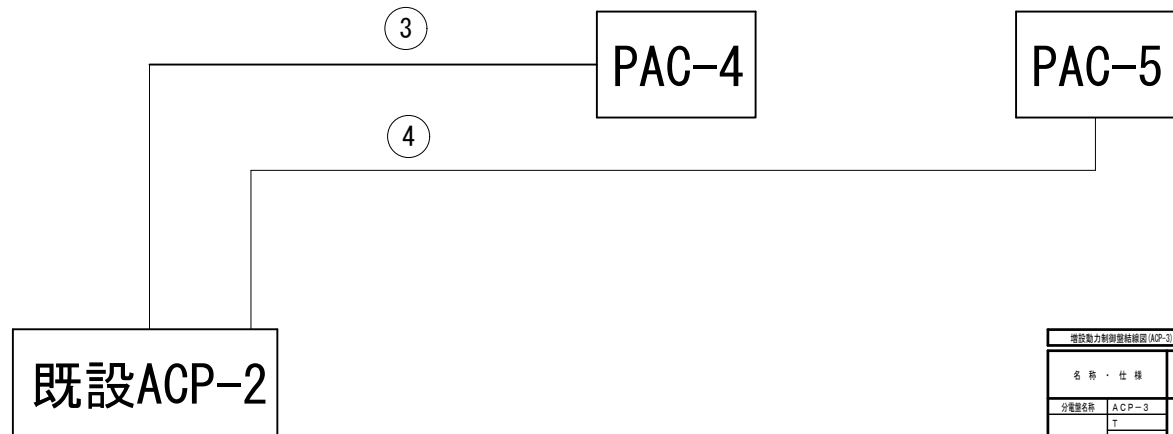 ③
PAC-4
PAC-5
④
既設ACP-2
増設動力制御盤結線図(ACP-3)
名 称 ・ 仕 様
分電盤名称 ACP-3
T